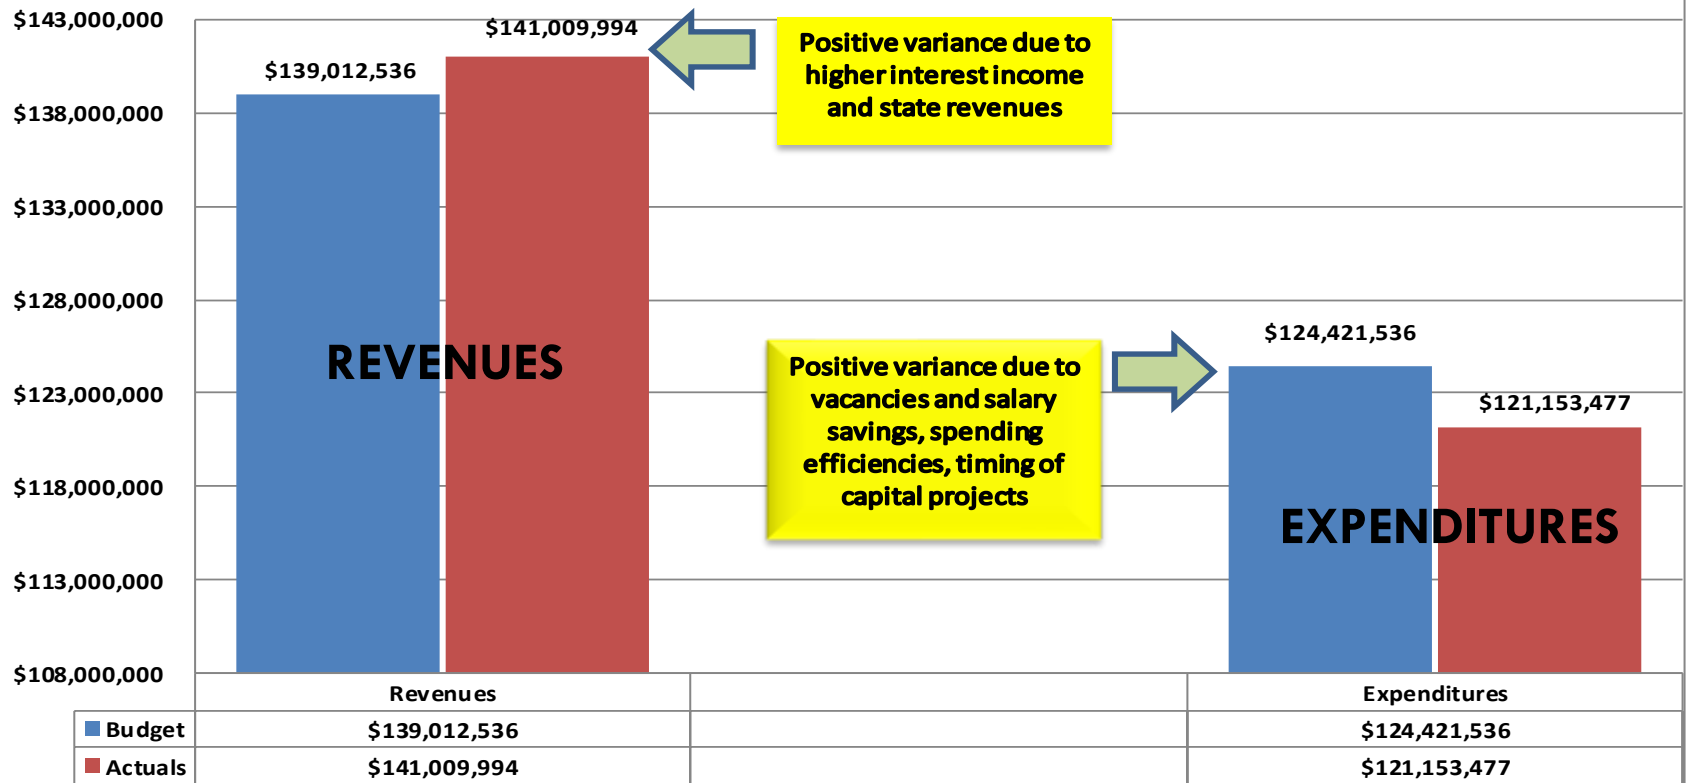 $143,000,000
$138,000,000
$133,000,000
$128,000,000
$123,000,000
$118,000,000
$113,000,000
$108,000,000
$139,012,536
$141,009,994
Positive variance due to
higher interest income
and state revenues
REVENUES
Positive variance due to
vacancies and salary
savings, spending
efficiencies, timing of
capital projects
$124,421,536
$121,153,477
EXPENDITURES
Revenues Expenditures
Budget $139,012,536 $124,421,536
Actuals $141,009,994 $121,153,477